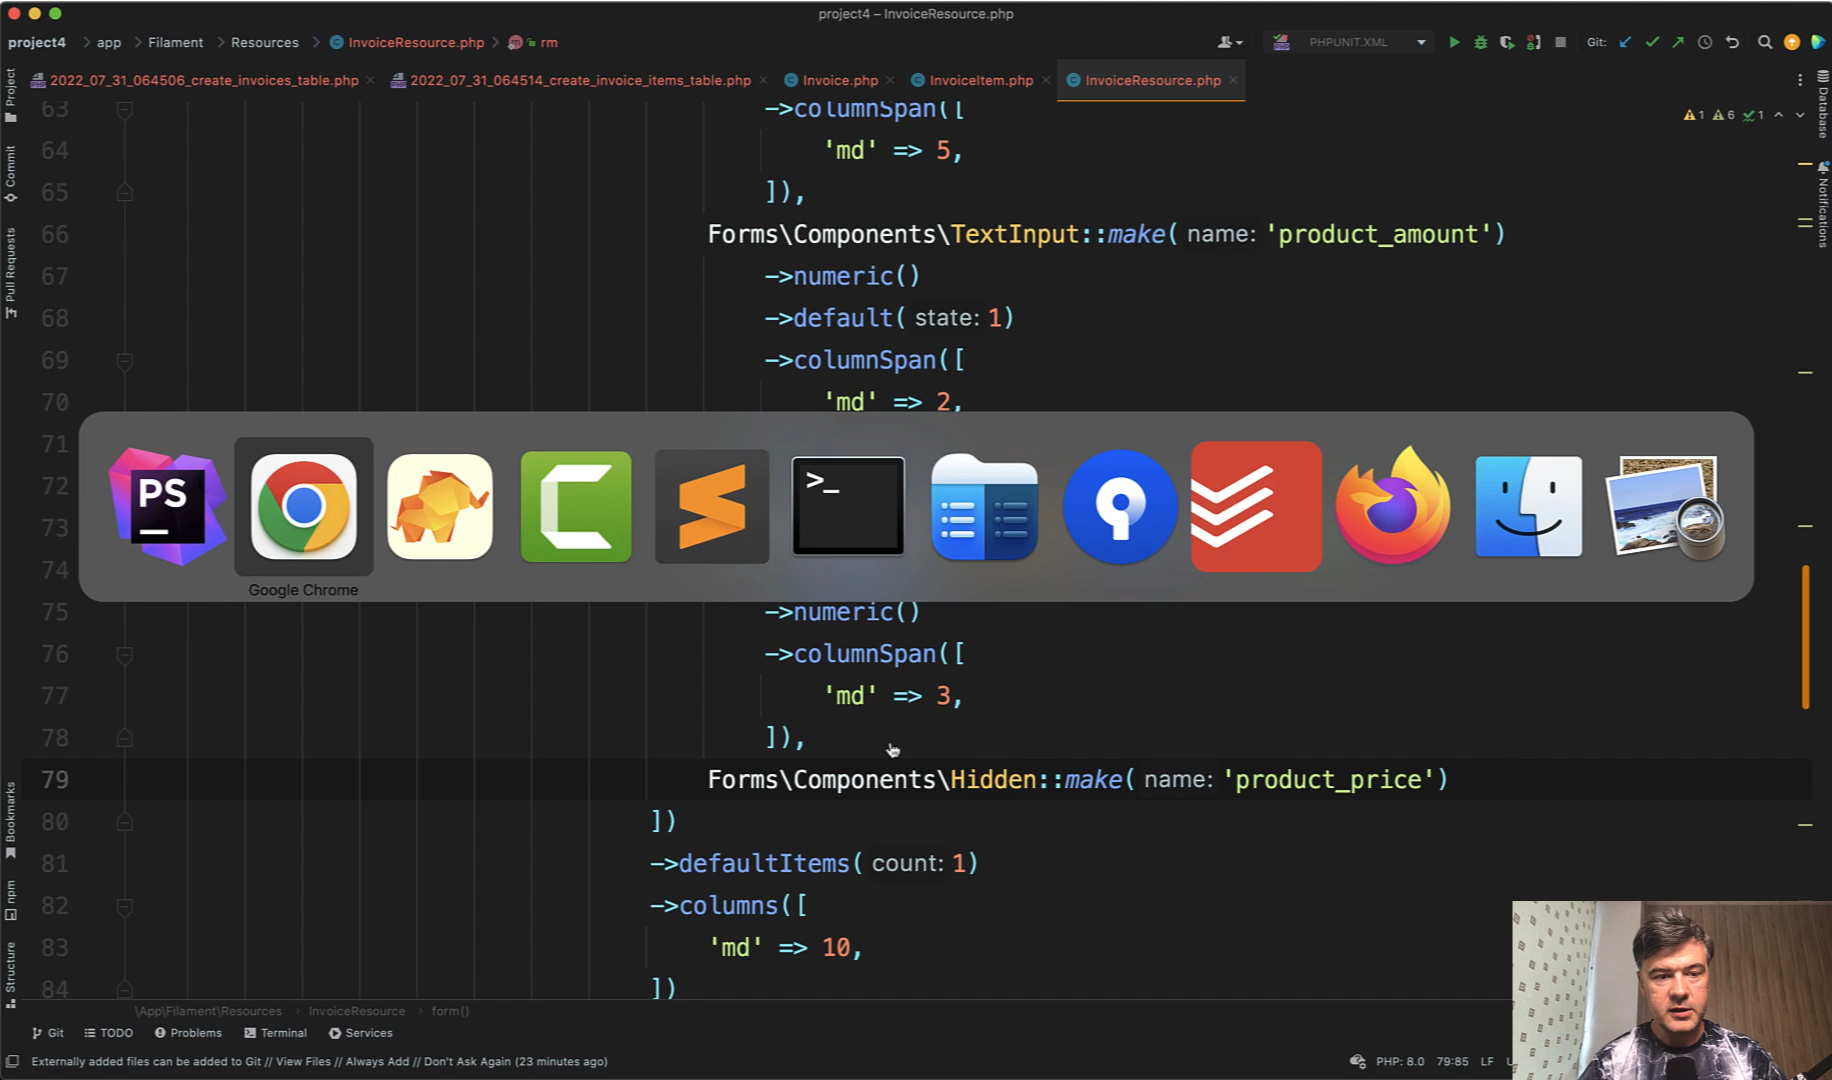 project4 – InvoiceResource.php
project4 > app > Filament > Resources > InvoiceResource.php > rm
PHPUNIT.XML
Git:
2022_07_31_064506_create_invoices_table.php
2022_07_31_064514_create_invoice_items_table.php
Invoice.php
InvoiceItem.php
InvoiceResource.php
1 6 1
Project
Commit
Pull Requests
Bookmarks
npm
Structure
Database
Notifications
63 ->columnSpan([
64 'md' => 5,
65 ]),
66 Forms\Components\TextInput::make( name: 'product_amount')
67 ->numeric()
68 ->default( state: 1)
69 ->columnSpan([
70 'md' => 2,
71
72
73
74
PS
>_
Google Chrome
75 ->numeric()
76 ->columnSpan([
77 'md' => 3,
78 ]),
79 Forms\Components\Hidden::make( name: 'product_price')
80 ])
81 ->defaultItems( count: 1)
82 ->columns([
83 'md' => 10,
84 ])
\App\Filament\Resources > InvoiceResource > form()
Git TODO Problems Terminal Services
Externally added files can be added to Git // View Files // Always Add // Don't Ask Again (23 minutes ago)
PHP: 8.0 79:85 LF